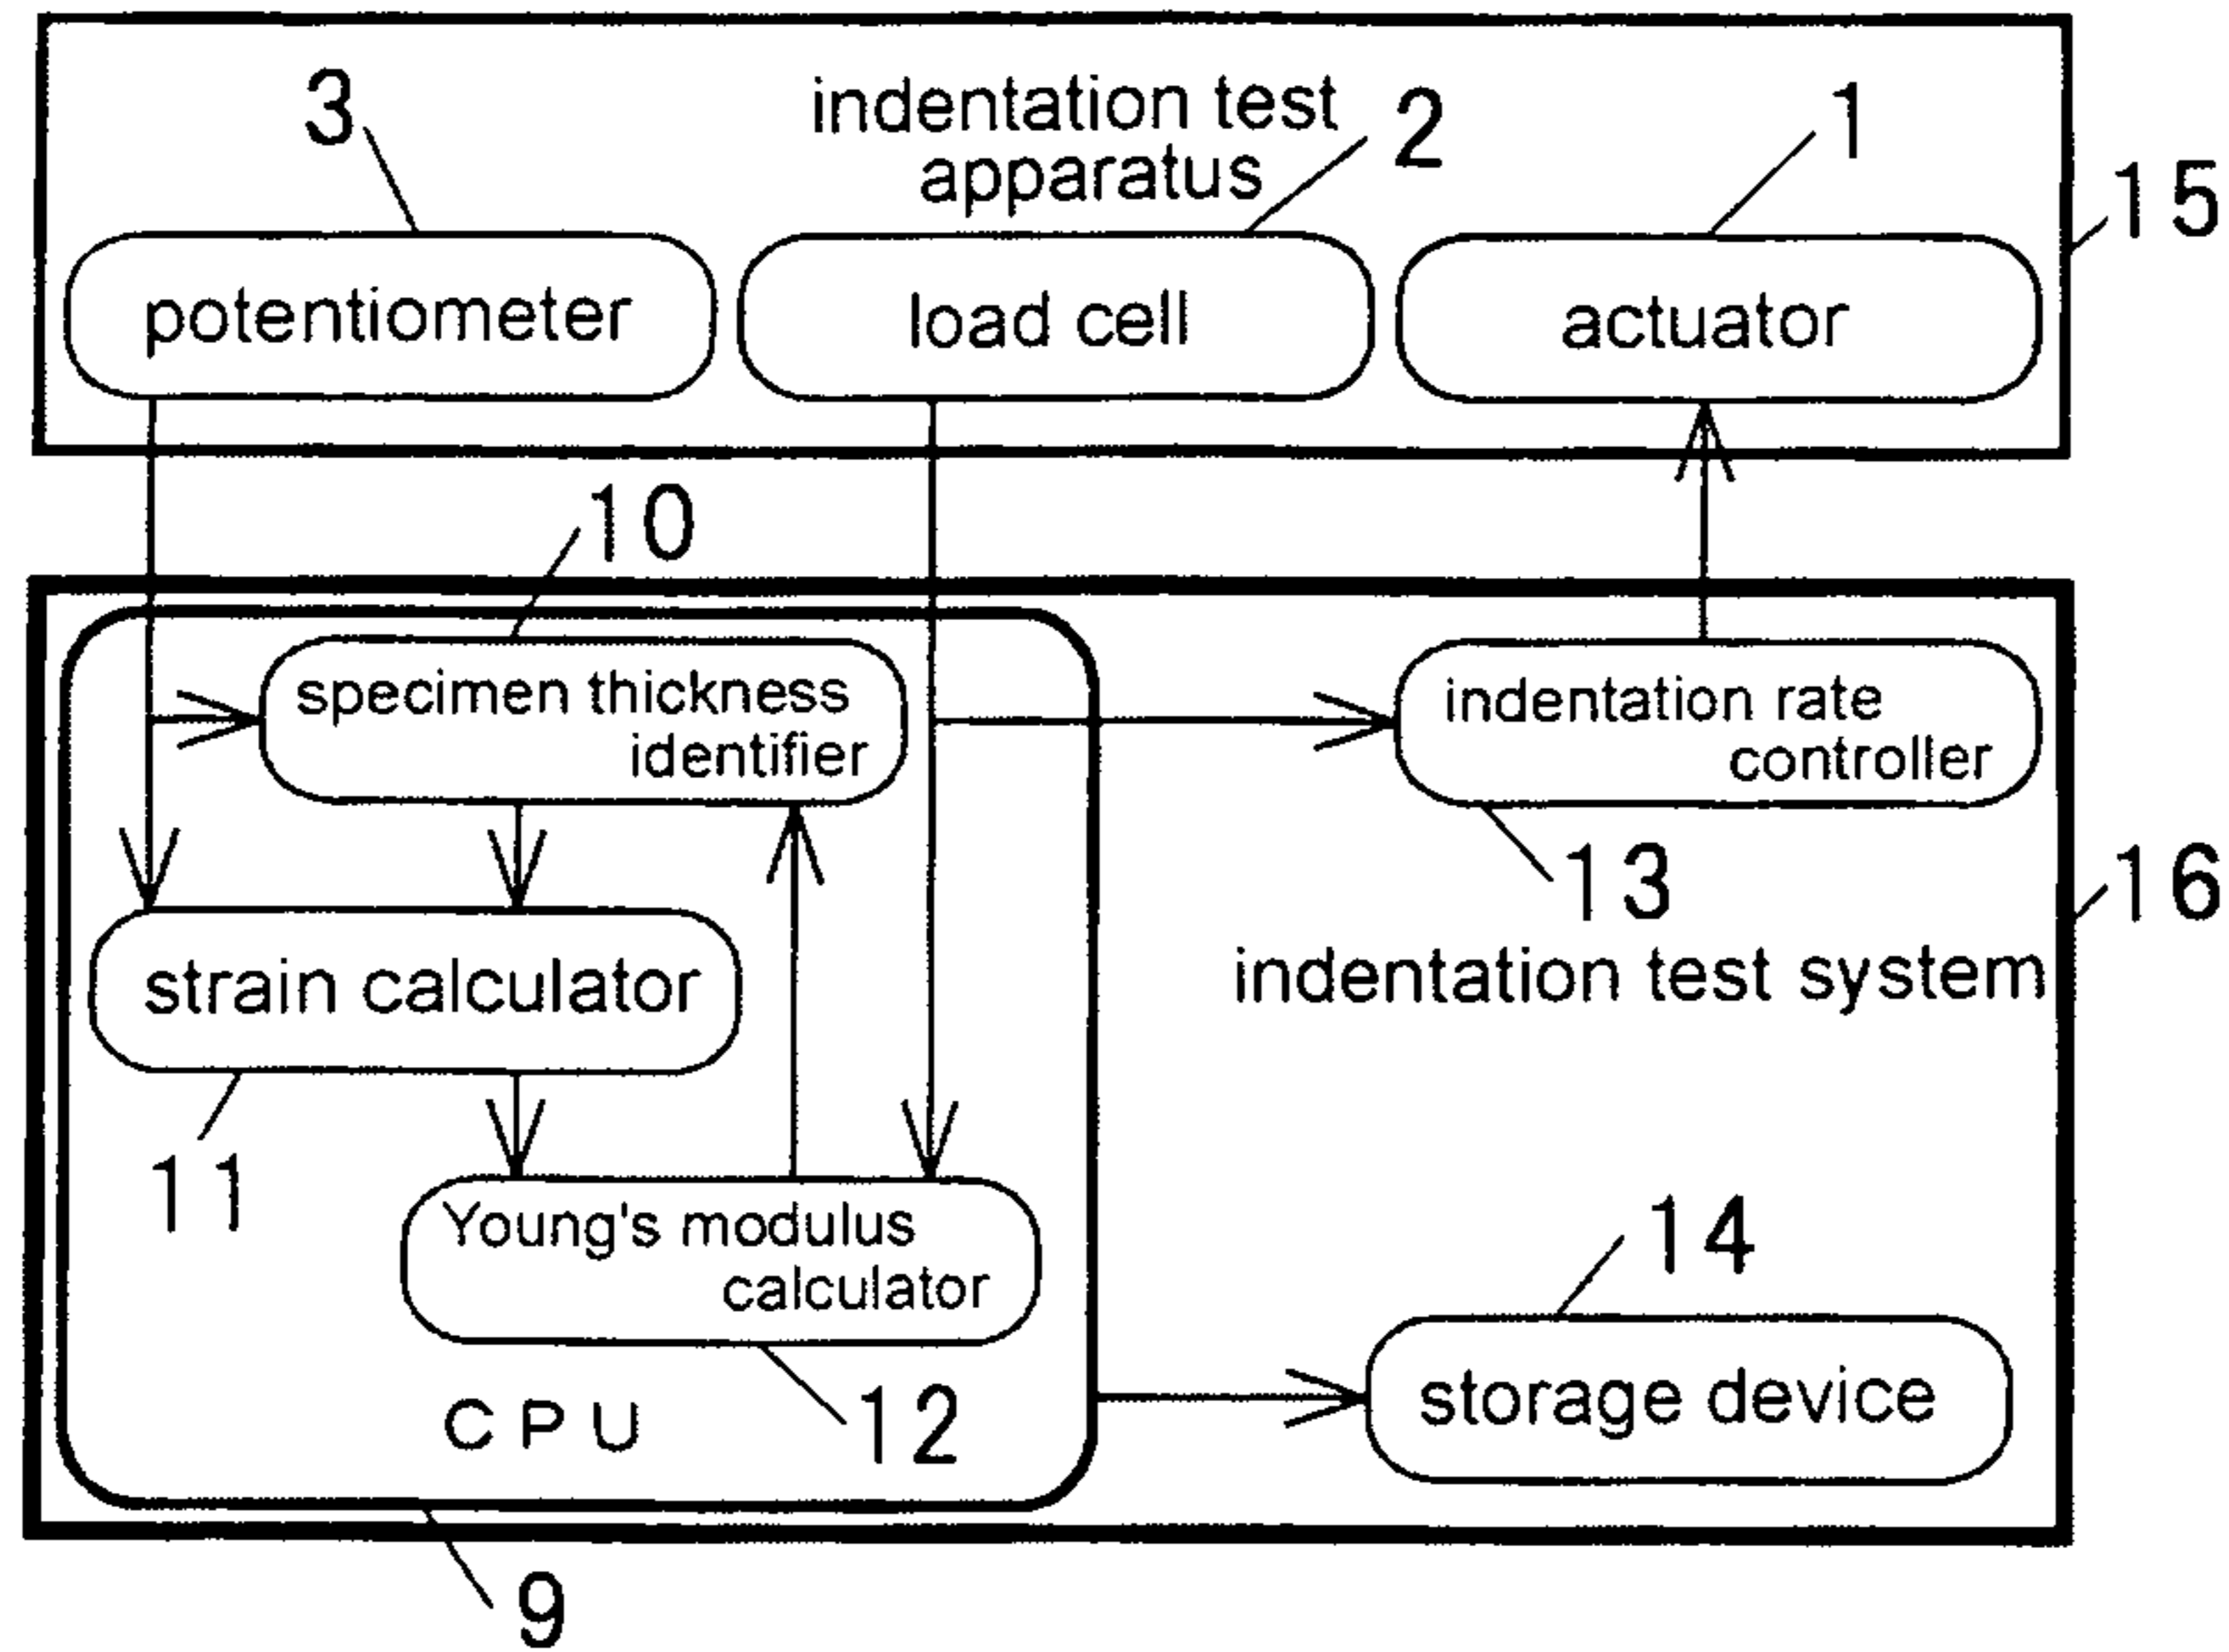 3
indentation test
apparatus
2
1
15
potentiometer
load cell
actuator
10
specimen thickness
identifier
indentation rate
controller
13
16
strain calculator
indentation test system
11
Young's modulus
calculator
14
storage device
12
CPU
9